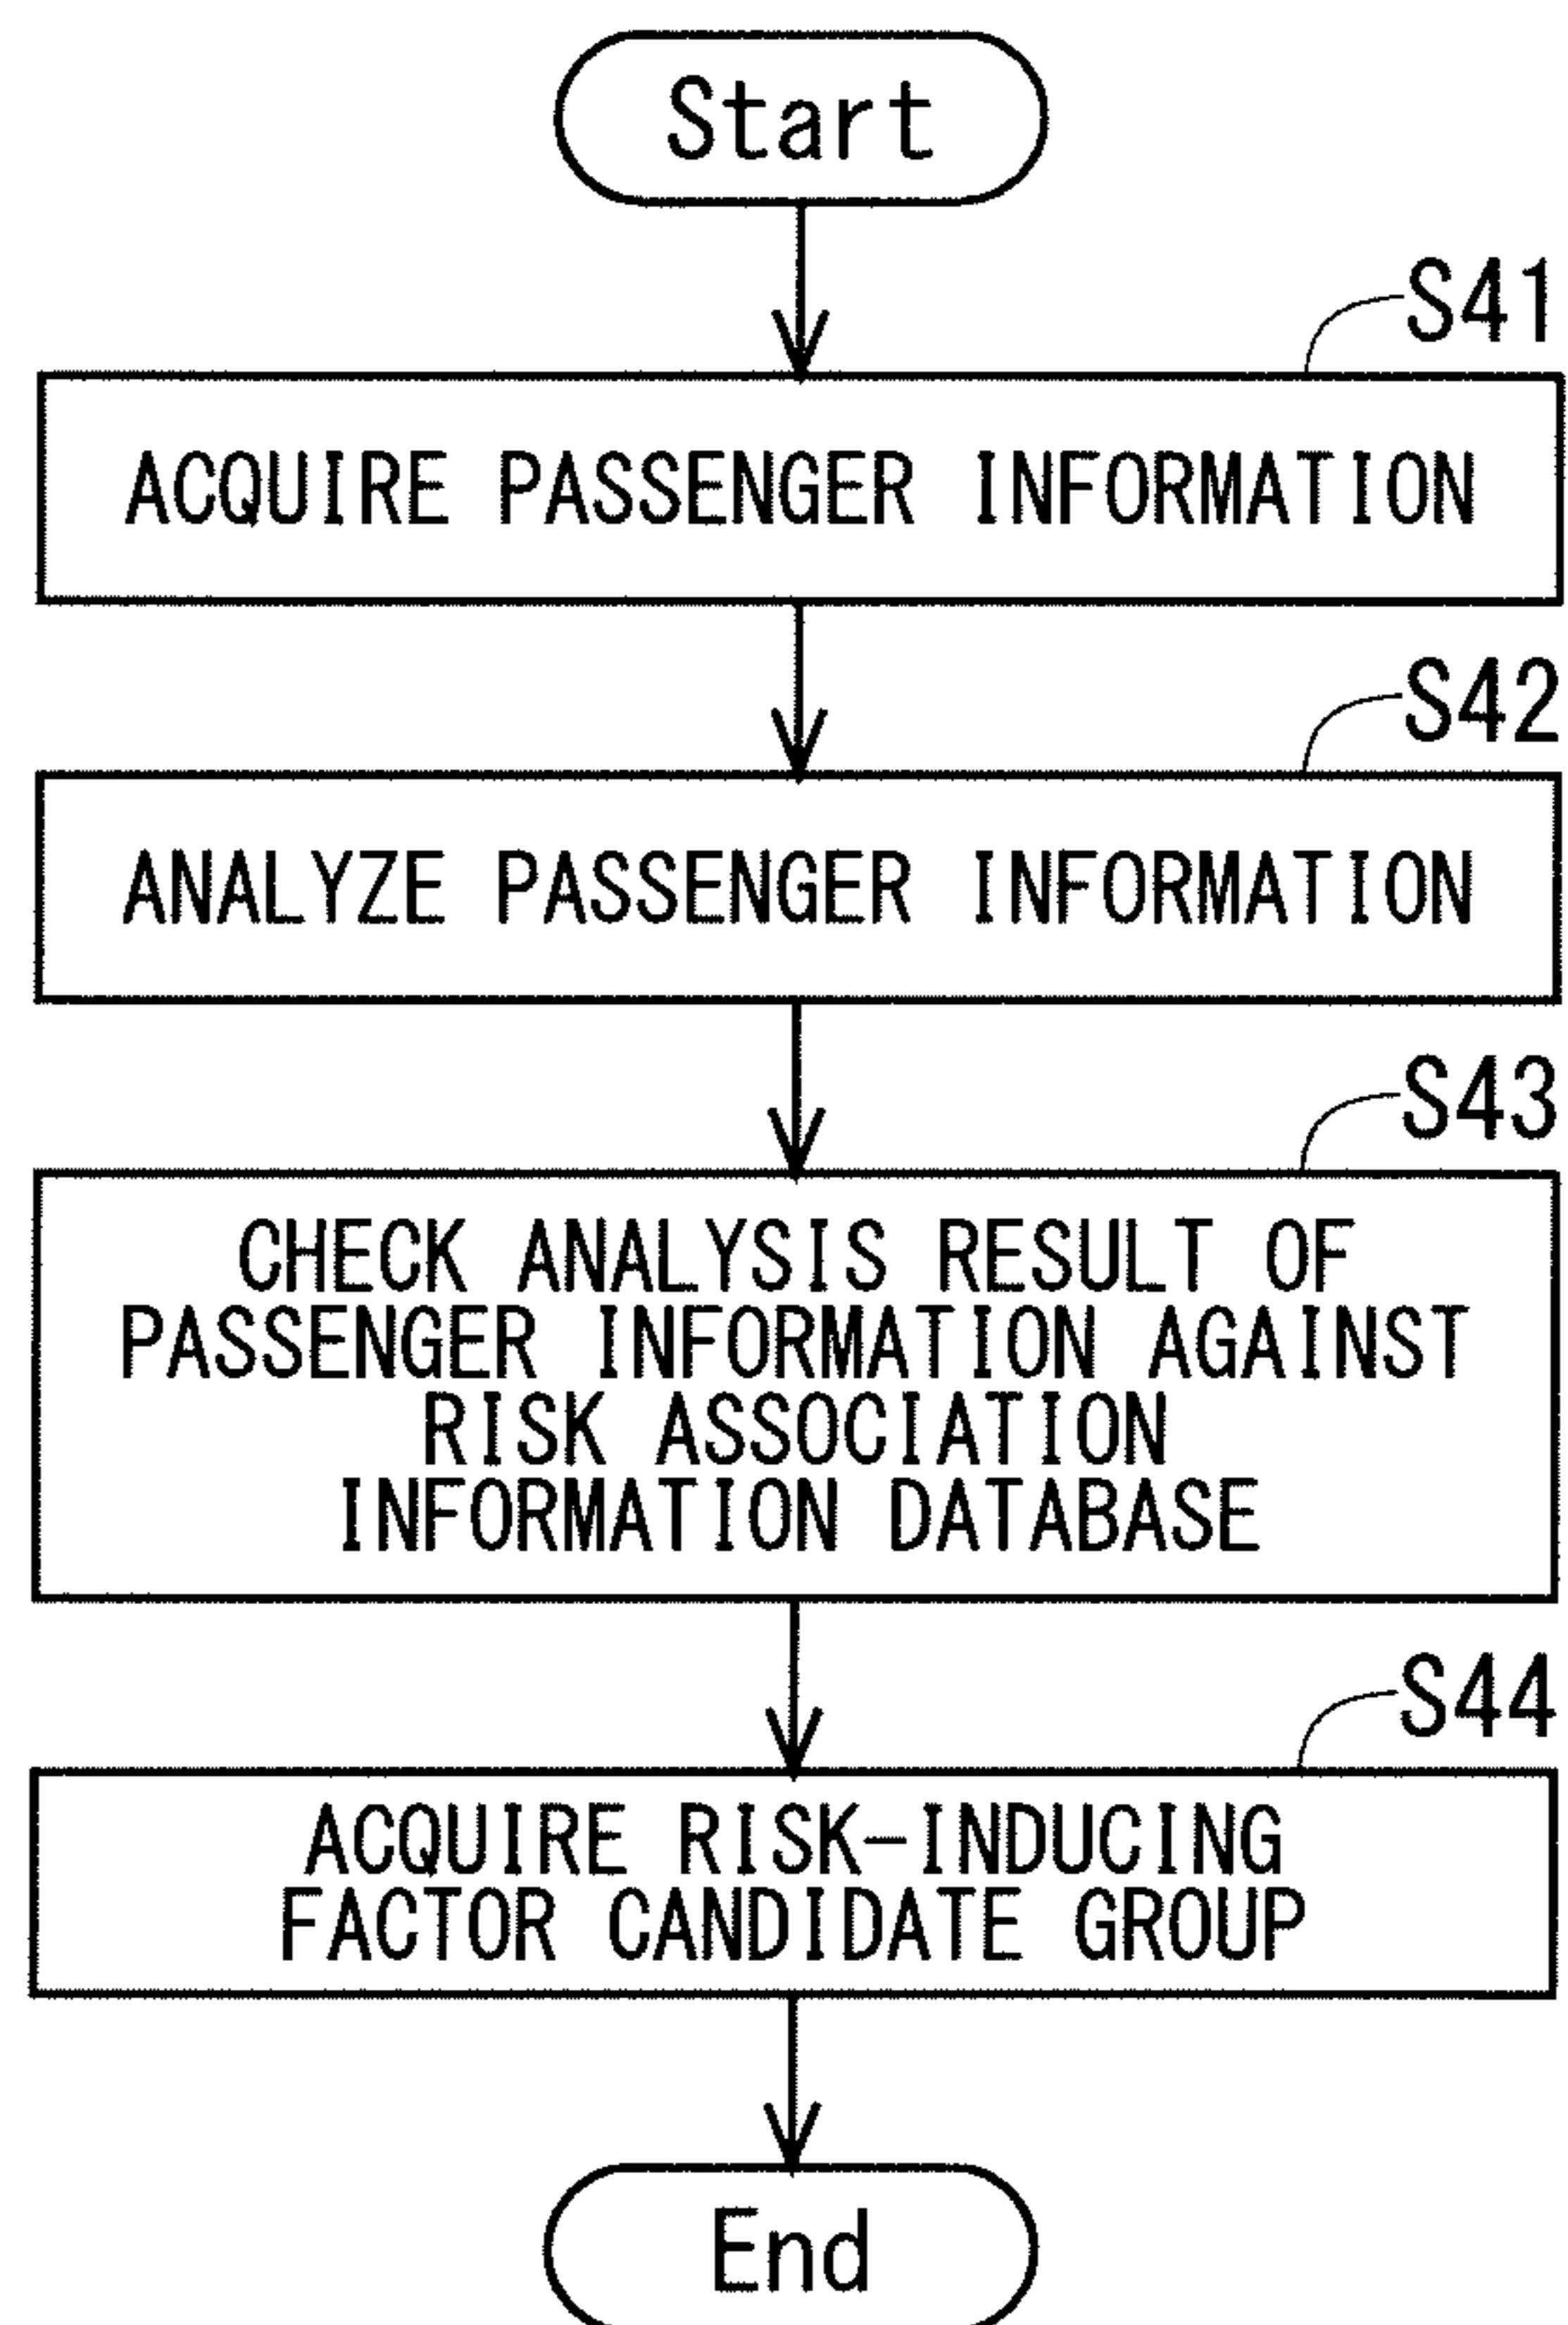 Start
S41
ACQUIRE PASSENGER INFORMATION
S42
ANALYZE PASSENGER INFORMATION
S43
CHECK ANALYSIS RESULT OF
PASSENGER INFORMATION AGAINST
RISK ASSOCIATION
INFORMATION DATABASE
S44
ACQUIRE RISK-INDUCING
FACTOR CANDIDATE GROUP
End